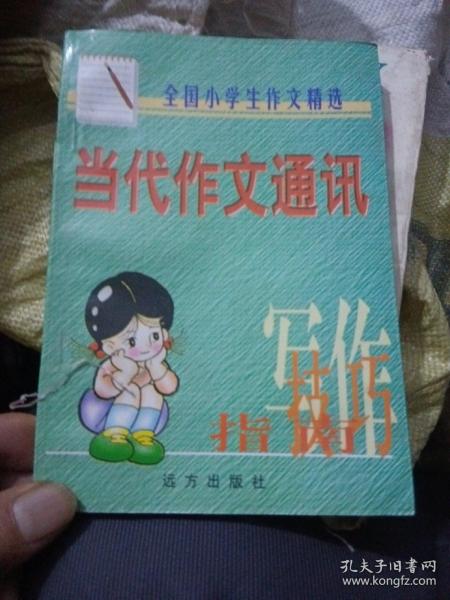 全国小学生作文精选
当代作文通讯
写作
技巧
指南
远方出版社
孔夫子旧书网
www.kongfz.com